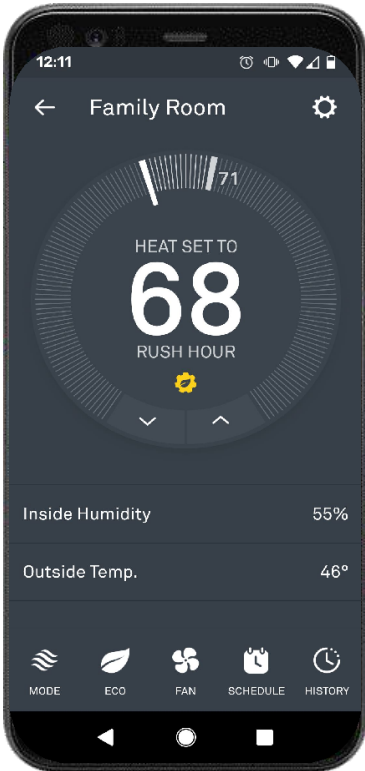 12:11
Family Room
71
HEAT SET TO
68
RUSH HOUR
Inside Humidity 55%
Outside Temp. 46°
MODE ECO FAN SCHEDULE HISTORY